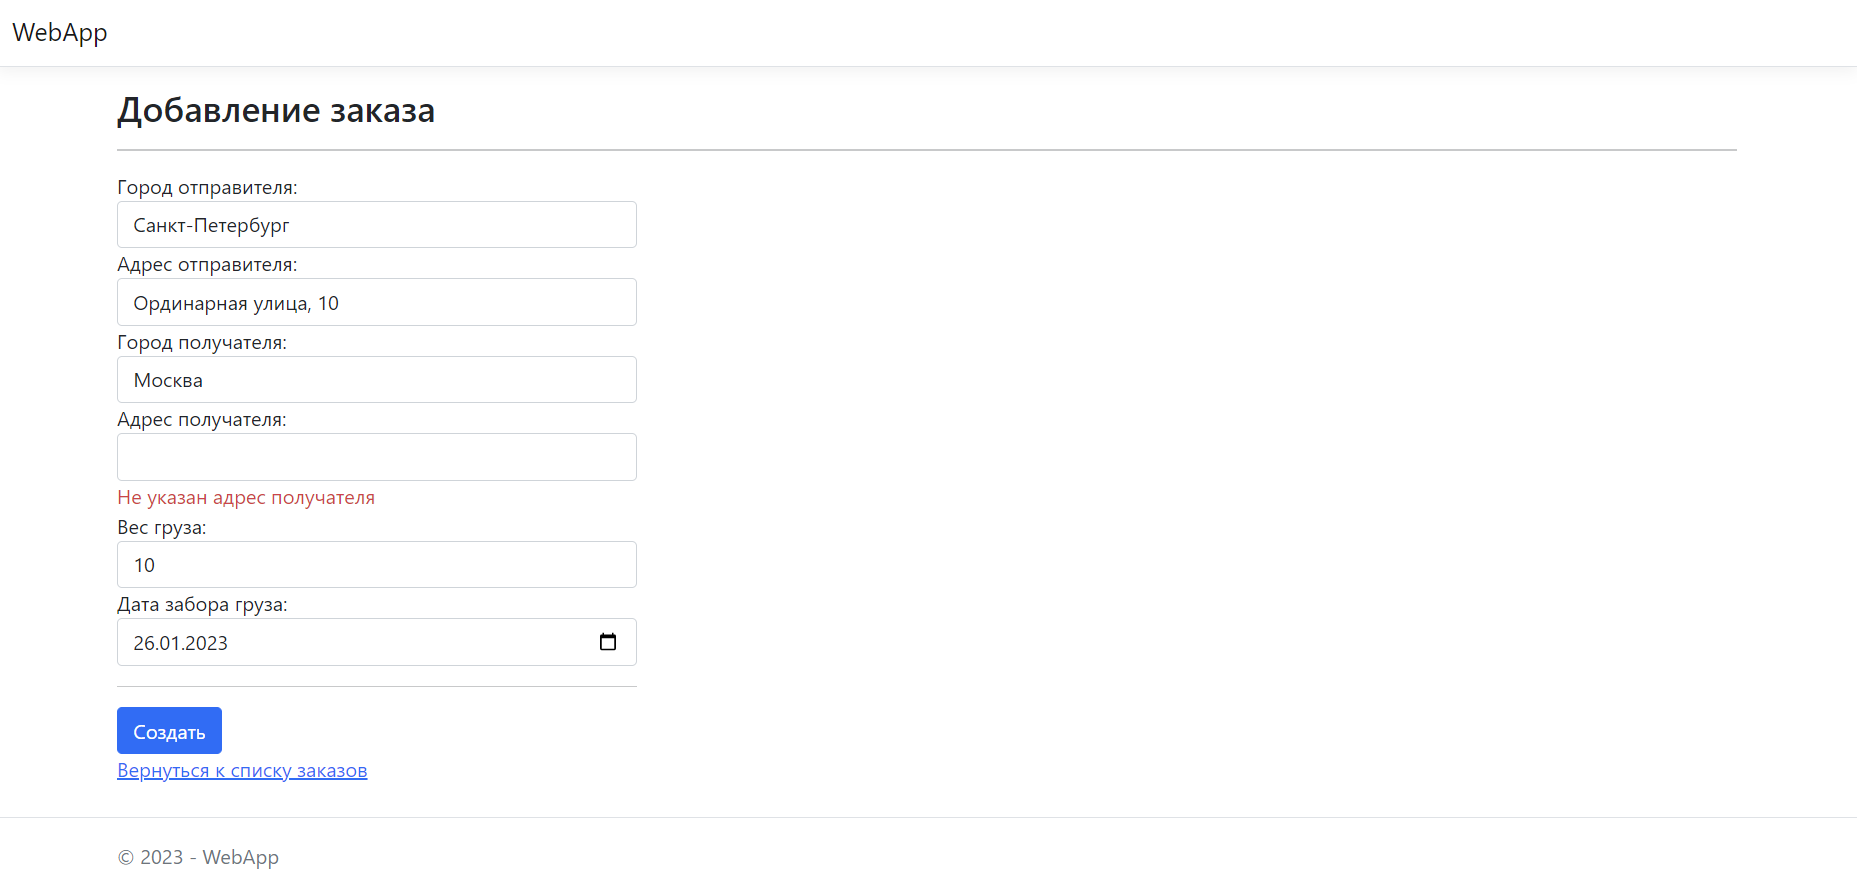 WebApp
Добавление заказа
Город отправителя:
Санкт-Петербург
Адрес отправителя:
Ординарная улица, 10
Город получателя:
Москва
Адрес получателя:
Не указан адрес получателя
Вес груза:
10
Дата забора груза:
26.01.2023
Создать
Вернуться к списку заказов
© 2023 - WebApp